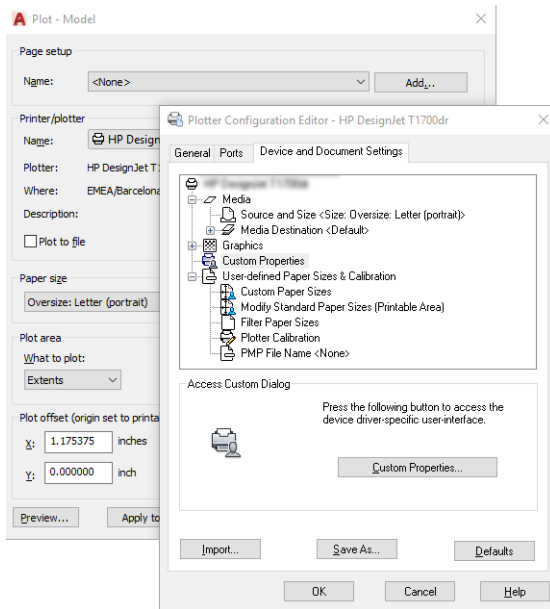 Plot - Model
Page setup
Name:
<None>
Add...
Printer/plotter
Name:
HP Design
Plotter:
HP DesignJet T1
Where:
EMEA/Barcelona
Description:
Plot to file
Paper size
Oversize: Letter (portrait)
Plot area
What to plot:
Extents
Plot offset (origin set to printa
X:
1.175375
inches
Y:
0.000000
inch
Preview...
Apply to
Plotter Configuration Editor - HP DesignJet T1700dr
General
Ports
Device and Document Settings
Media
Source and Size <Size: Oversize: Letter (portrait)>
Media Destination <Default>
Graphics
Custom Properties
User-defined Paper Sizes & Calibration
Custom Paper Sizes
Modify Standard Paper Sizes (Printable Area)
Filter Paper Sizes
Plotter Calibration
PMP File Name <None>
Access Custom Dialog
Press the following button to access the
device driver-specific user-interface.
Custom Properties...
Import...
Save As...
Defaults
OK
Cancel
Help